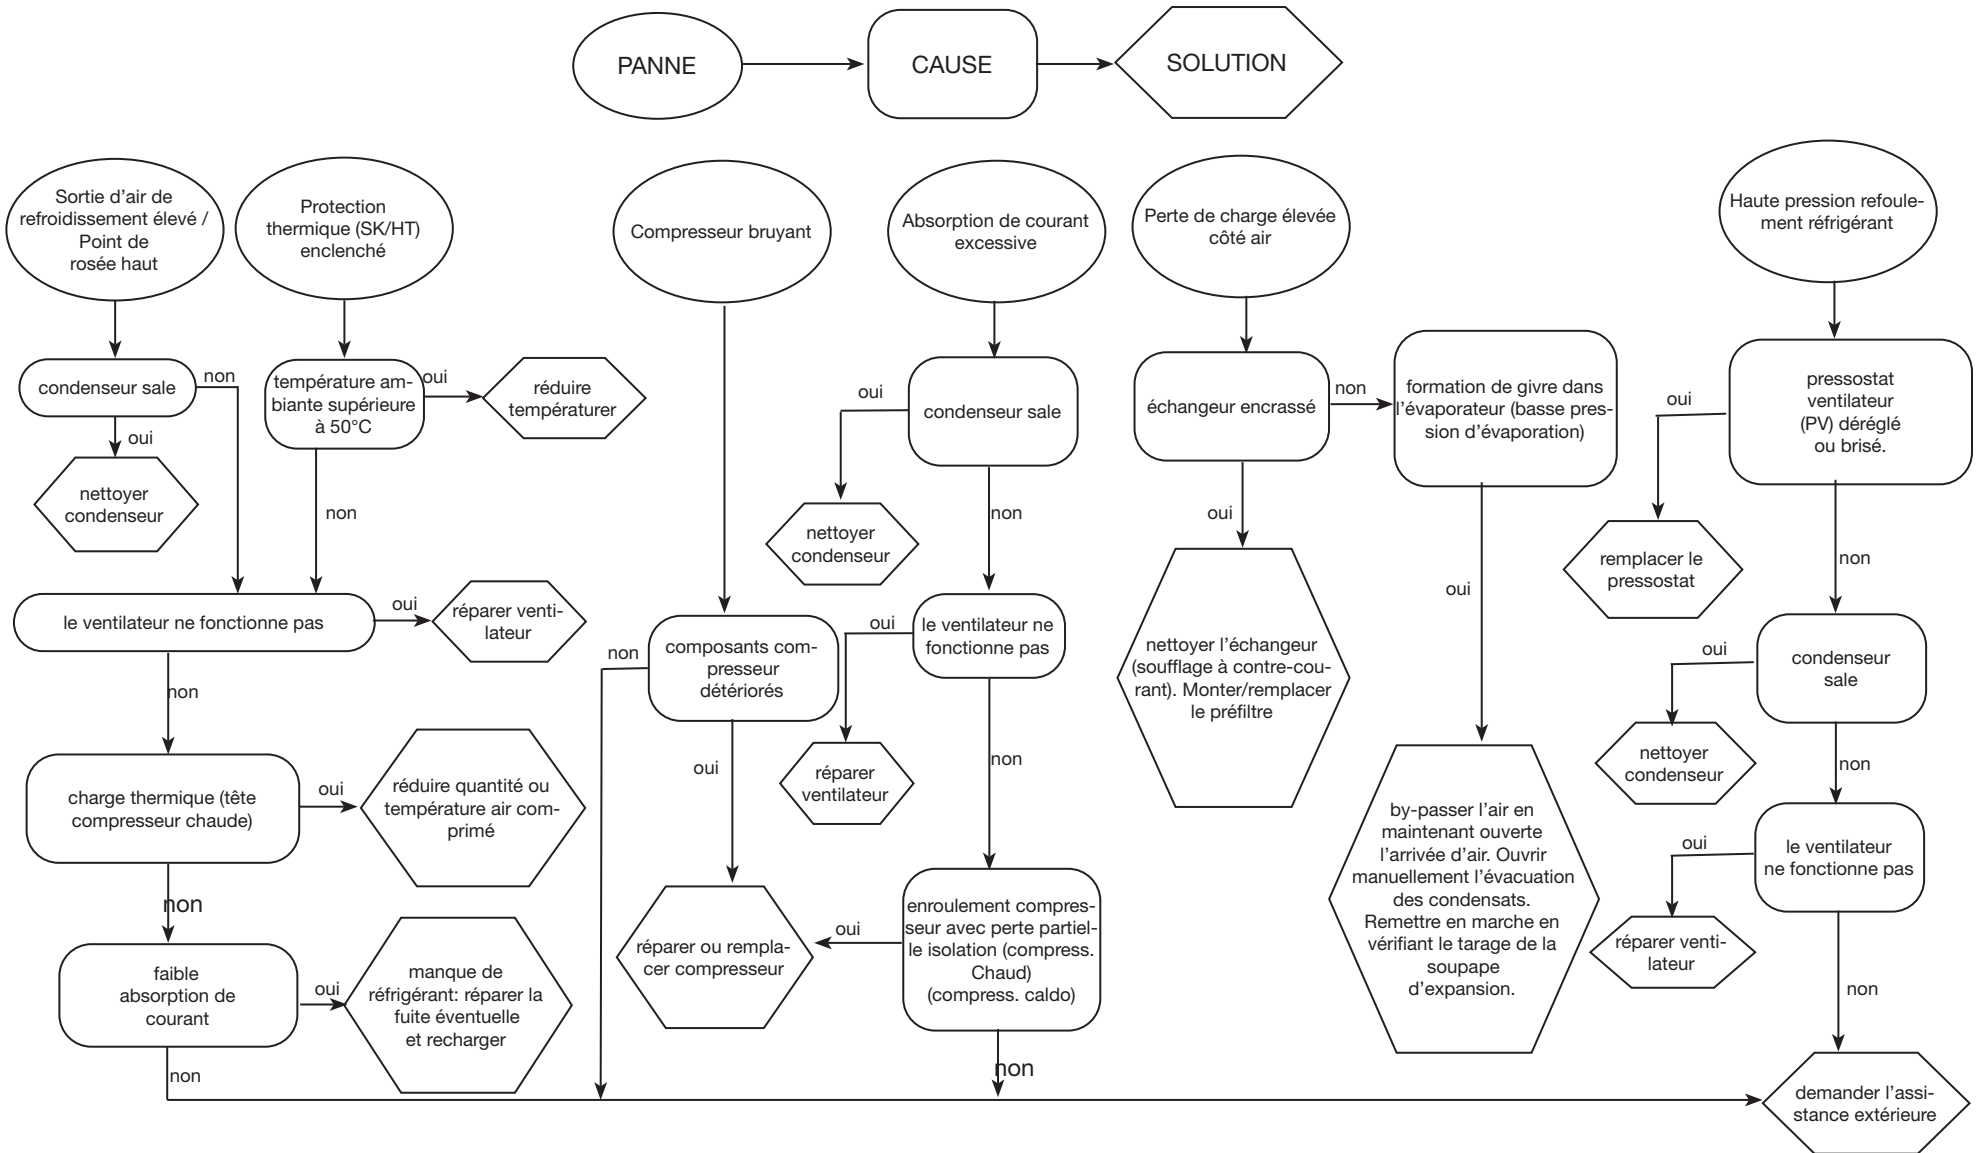 PANNE
CAUSE
SOLUTION
Sortie d'air de
refroidissement élevé /
Point de
rosée haut
Protection
thermique (SK/HT)
enclenché
Compresseur bruyant
Absorption de courant
excessive
Perte de charge élevée
côté air
Haute pression refoule-
ment réfrigérant
condenseur sale
non
oui
nettoyer
condenseur
température am-
biante supérieure
à 50°C
oui
réduire
températurer
non
le ventilateur ne fonctionne pas
oui
réparer venti-
lateur
non
charge thermique (tête
compresseur chaude)
oui
réduire quantité ou
température air com-
primé
non
faible
absorption de
courant
oui
manque de
réfrigérant: réparer la
fuite éventuelle
et recharger
non
composants com-
presseur
détériorés
non
oui
réparer ou rempla-
cer compresseur
condenseur sale
oui
nettoyer
condenseur
non
le ventilateur ne
fonctionne pas
oui
réparer
ventilateur
non
enroulement compres-
seur avec perte partiel-
le isolation (compress.
Chaud)
(compress. caldo)
oui
non
échangeur encrassé
non
oui
nettoyer l'échangeur
(soufflage à contre-cou-
rant). Monter/remplacer
le préfiltre
formation de givre dans
l'évaporateur (basse pres-
sion d'évaporation)
oui
by-passer l'air en
maintenant ouverte
l'arrivée d'air. Ouvrir
manuellement l'évacuation
des condensats.
Remettre en marche en
vérifiant le tarage de la
soupape
d'expansion.
pressostat
ventilateur
(PV) déréglé
ou brisé.
oui
remplacer le
pressostat
non
condenseur
sale
oui
nettoyer
condenseur
non
le ventilateur
ne fonctionne pas
oui
réparer venti-
lateur
non
demander l'assi-
stance extérieure